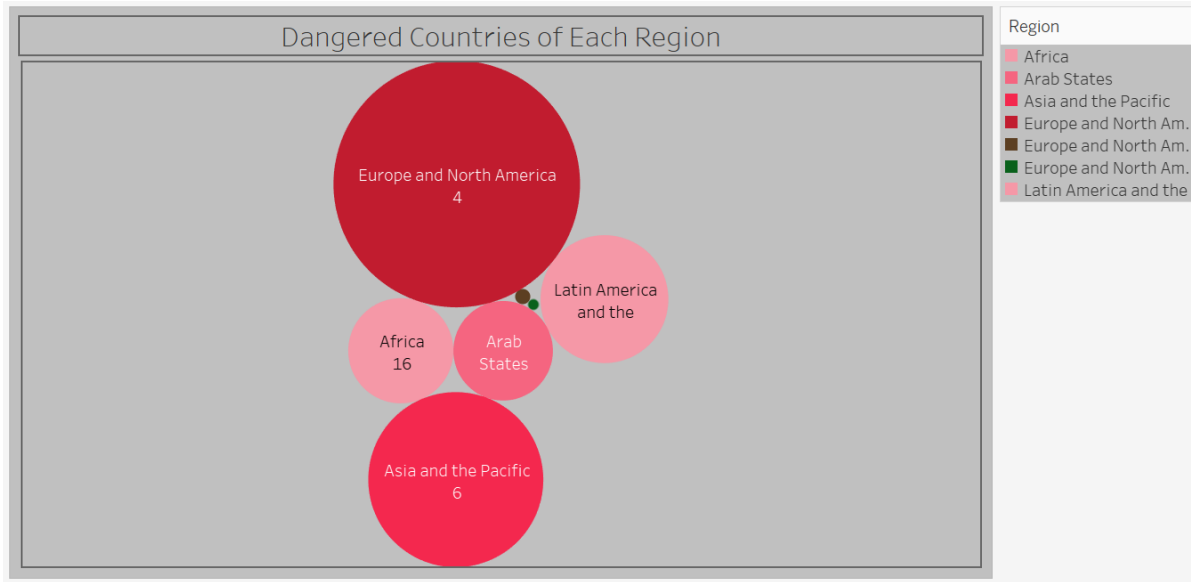 Dangered Countries of Each Region
Europe and North America
4
Latin America
and the
Africa
16
Arab
States
Asia and the Pacific
6
Region
Africa
Arab States
Asia and the Pacific
Europe and North Am.
Europe and North Am.
Europe and North Am.
Latin America and the